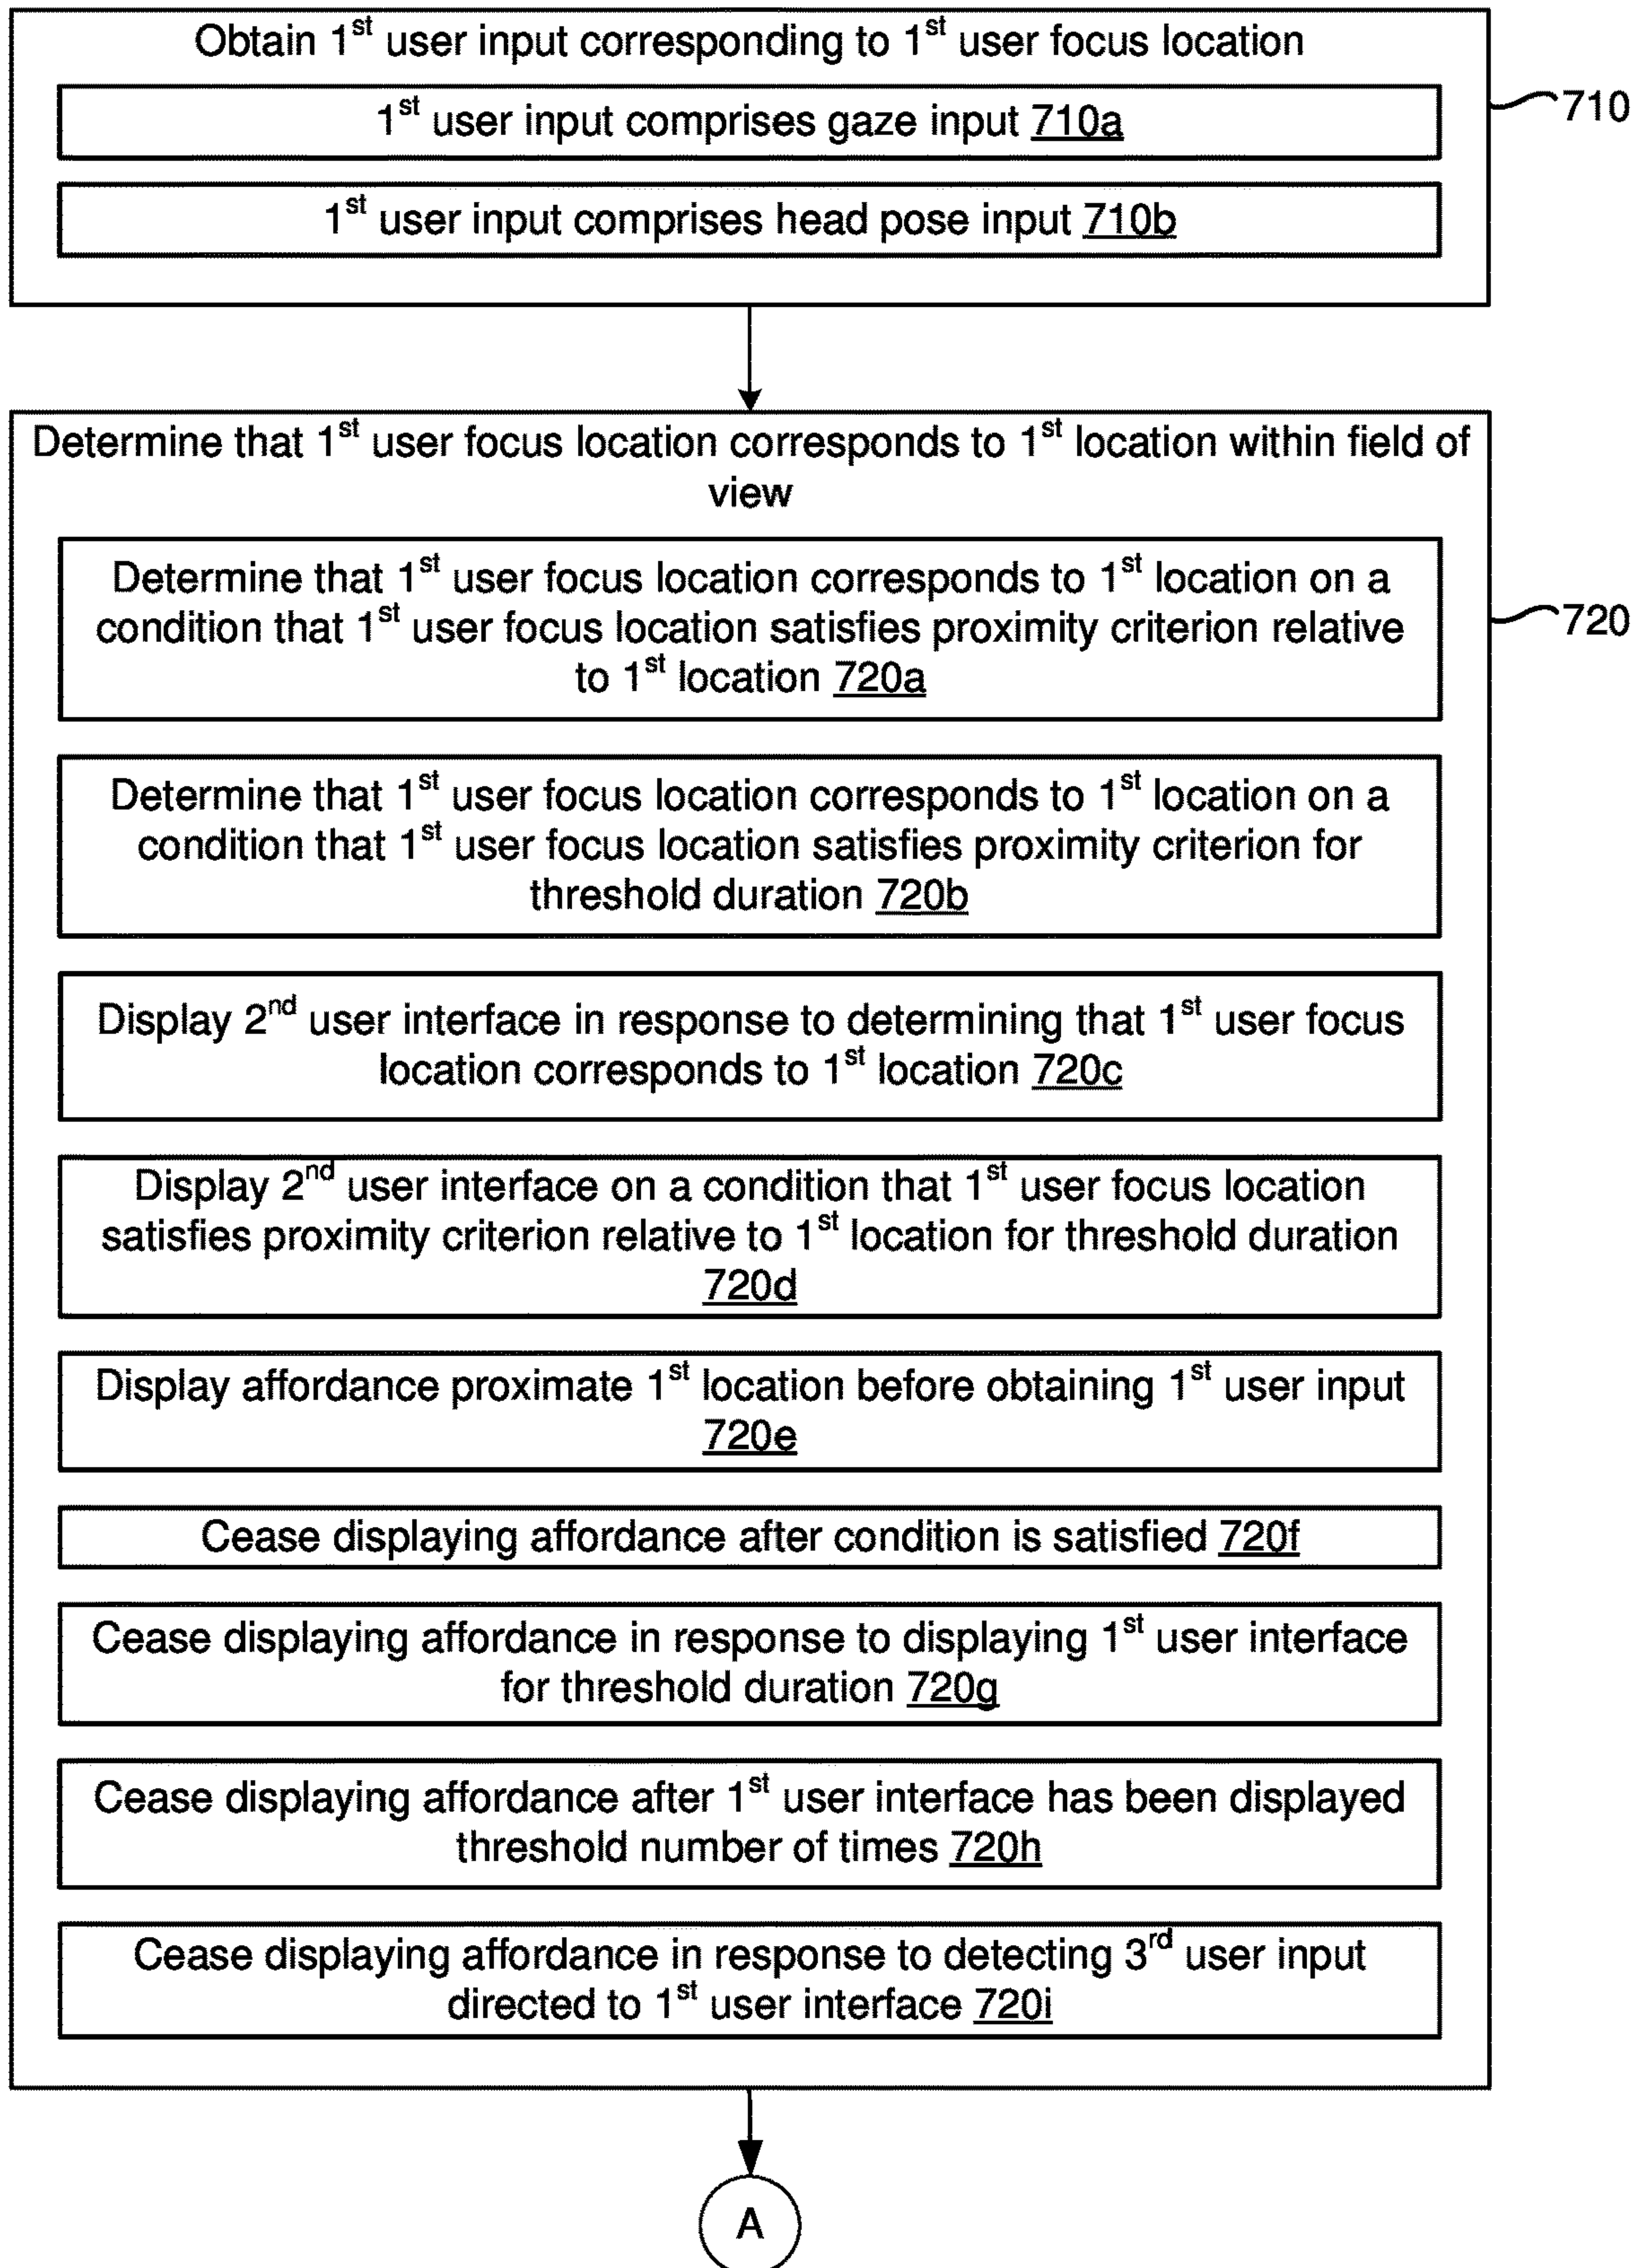 Obtain 1st user input corresponding to 1st user focus location
1st user input comprises gaze input 710a
710
1st user input comprises head pose input 710b
Determine that 1st user focus location corresponds to 1st location within field of
view
Determine that 1st user focus location corresponds to 1st location on a
condition that 1st user focus location satisfies proximity criterion relative
to 1st location 720a
720
Determine that 1st user focus location corresponds to 1st location on a
condition that 1st user focus location satisfies proximity criterion for
threshold duration 720b
Display 2nd user interface in response to determining that 1st user focus
location corresponds to 1st location 720c
Display 2nd user interface on a condition that 1st user focus location
satisfies proximity criterion relative to 1st location for threshold duration
720d
Display affordance proximate 1st location before obtaining 1st user input
720e
Cease displaying affordance after condition is satisfied 720f
Cease displaying affordance in response to displaying 1st user interface
for threshold duration 720g
Cease displaying affordance after 1st user interface has been displayed
threshold number of times 720h
Cease displaying affordance in response to detecting 3rd user input
directed to 1st user interface 720i
A